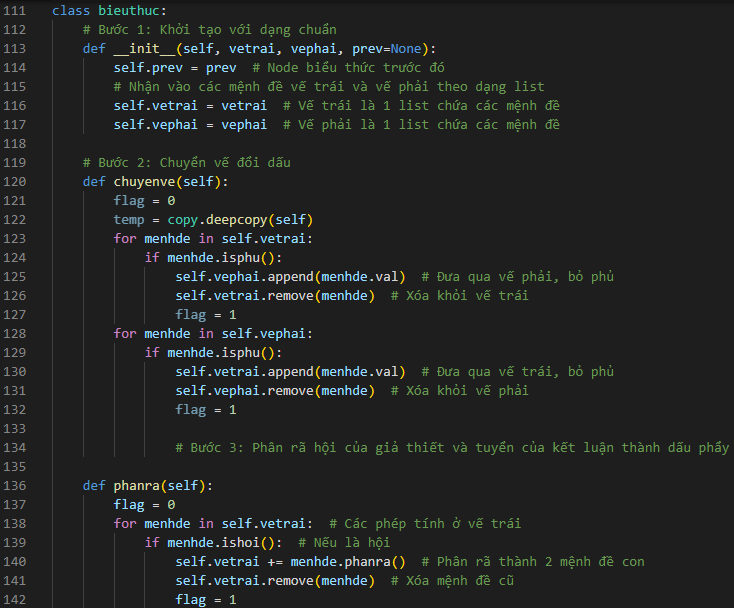 111 class bieuthuc:
112     # Bước 1: Khởi tạo với dạng chuẩn
113     def __init__(self, vetrai, vephai, prev=None):
114         self.prev = prev  # Node biểu thức trước đó
115         # Nhận vào các mệnh đề vế trái và vế phải theo dạng list
116         self.vetrai = vetrai  # Vế trái là 1 list chứa các mệnh đề
117         self.vephai = vephai  # Vế phải là 1 list chứa các mệnh đề
118
119     # Bước 2: Chuyển vế đổi dấu
120     def chuyenve(self):
121         flag = 0
122         temp = copy.deepcopy(self)
123         for menhde in self.vetrai:
124             if menhde.isphu():
125                 self.vephai.append(menhde.val)  # Đưa qua vế phải, bỏ phủ
126                 self.vetrai.remove(menhde)  # Xóa khỏi vế trái
127                 flag = 1
128         for menhde in self.vephai:
129             if menhde.isphu():
130                 self.vetrai.append(menhde.val)  # Đưa qua vế trái, bỏ phủ
131                 self.vephai.remove(menhde)  # Xóa khỏi vế phải
132                 flag = 1
133
134                 # Bước 3: Phân rã hội của giả thiết và tuyển của kết luận thành dấu phẩy
135
136     def phanra(self):
137         flag = 0
138         for menhde in self.vetrai:  # Các phép tính ở vế trái
139             if menhde.ishoi():  # Nếu là hội
140                 self.vetrai += menhde.phanra()  # Phân rã thành 2 mệnh đề con
141                 self.vetrai.remove(menhde)  # Xóa mệnh đề cũ
142                 flag = 1